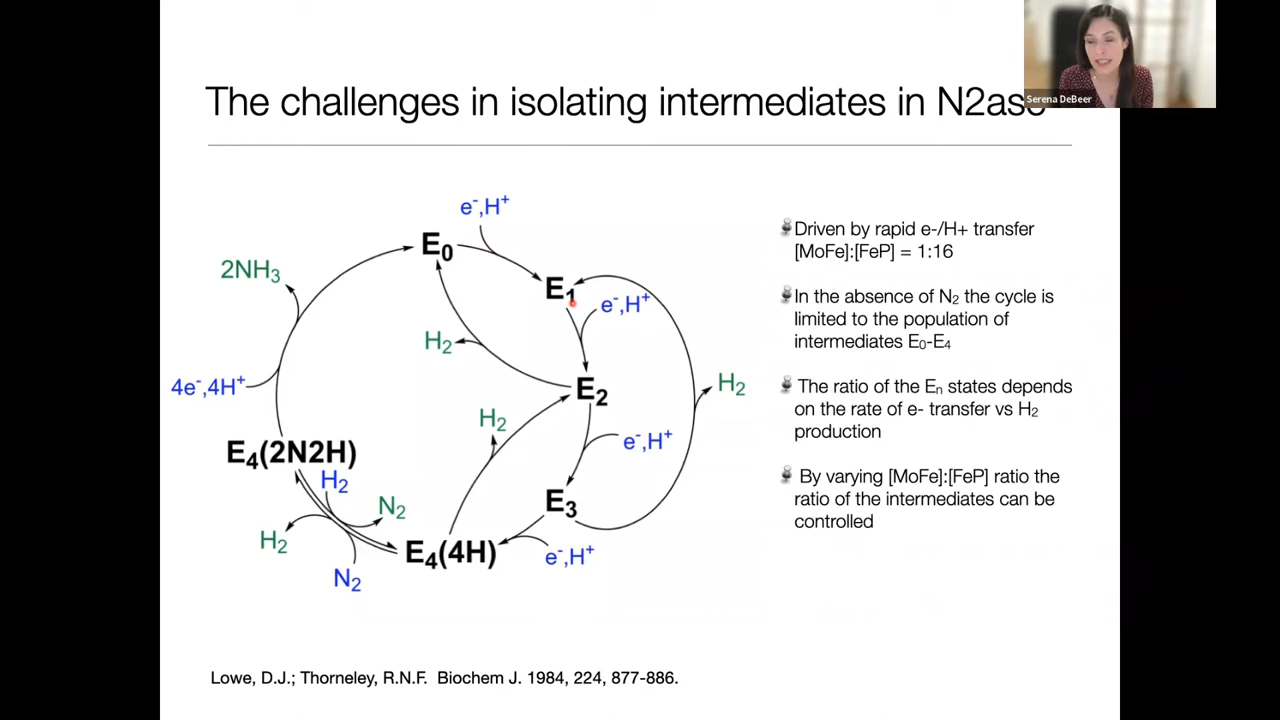 Serena DeBeer
The challenges in isolating intermediates in N2ase
e⁻,H⁺
E₀
2NH₃
E₁
e⁻,H⁺
H₂
4e⁻,4H⁺
E₂
H₂
H₂
e⁻,H⁺
E₄(2N2H)
H₂
N₂
E₃
H₂
E₄(4H)
e⁻,H⁺
N₂
Driven by rapid e-/H+ transfer
[MoFe]:[FeP] = 1:16
In the absence of N₂ the cycle is
limited to the population of
intermediates E₀-E₄
The ratio of the Eₙ states depends
on the rate of e- transfer vs H₂
production
By varying [MoFe]:[FeP] ratio the
ratio of the intermediates can be
controlled
Lowe, D.J.; Thorneley, R.N.F. Biochem J. 1984, 224, 877-886.